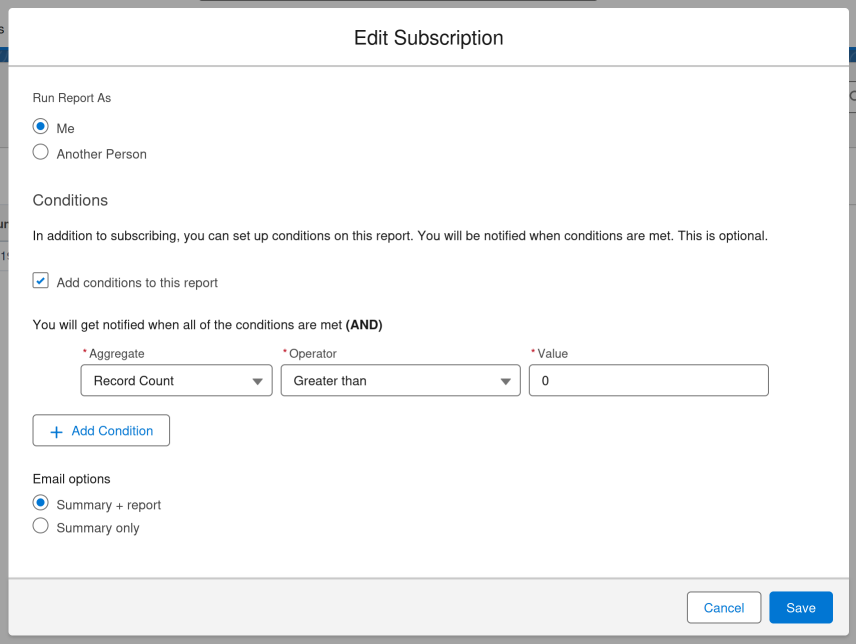 Edit Subscription
Run Report As
Me
Another Person
Conditions
In addition to subscribing, you can set up conditions on this report. You will be notified when conditions are met. This is optional.
Add conditions to this report
You will get notified when all of the conditions are met (AND)
* Aggregate * Operator * Value
Record Count Greater than 0
+ Add Condition
Email options
Summary + report
Summary only
Cancel Save